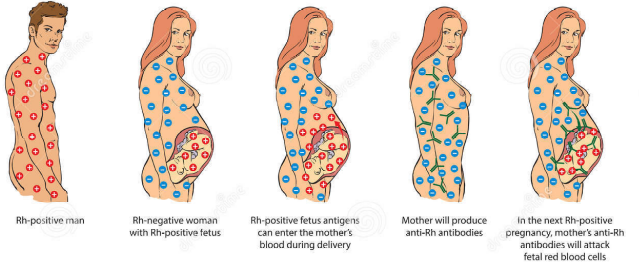 Rh-positive man
Rh-negative woman
with Rh-positive fetus
Rh-positive fetus antigens
can enter the mother's
blood during delivery
Mother will produce
anti-Rh antibodies
In the next Rh-positive
pregnancy, mother's anti-Rh
antibodies will attack
fetal red blood cells